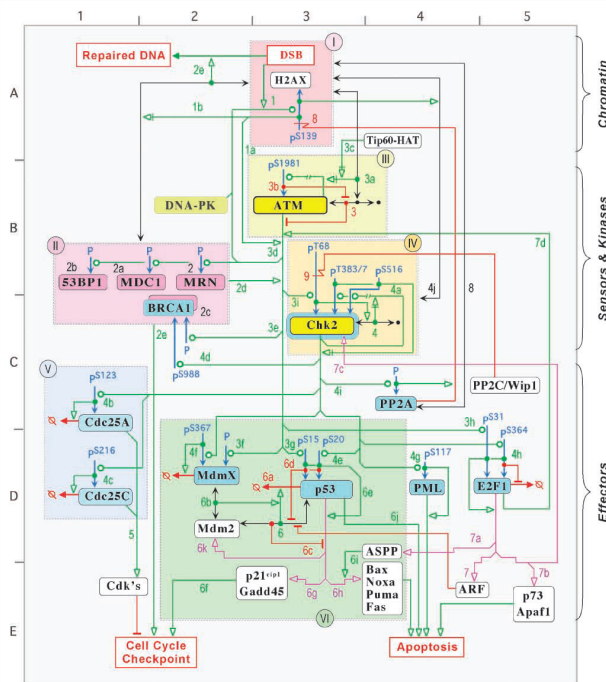 1 2 3 4 5
I
Repaired DNA
DSB
2e
H2AX
A
1
1b
8
pS139
Tip60-HAT
1a
3c
III
pS1981
3b
3a
DNA-PK
ATM
3
B
II
P P P
3d
7d
IV
pT68
2b 2a 2
9
pT383/7
pS516
53BP1 MDC1 MRN
2d
4a
4j
8
BRCA1
3i
2c
Chk2
4
2e
3e
7c
4d
C
V
pS988
pS123
4i
P
PP2C/Wip1
4b
PP2A
Cdc25A
pS367
P
pS31
3h
pS216
3f
pS15
pS20
pS364
4f
3g
4e
pS117
4c
MdmX
6d
4g
D
Cdc25C
6a
p53
PML
E2F1
4h
6b
6e
Mdm2
6
6j
5
6c
7a
6k
ASPP
6i
7
7b
Cdk's
p21cip1
Gadd45
Bax
Noxa
Puma
Fas
ARF
p73
Apaf1
6f
6g
6h
E
VI
Cell Cycle
Checkpoint
Apoptosis
Chromatin
Sensors & Kinases
Effectors